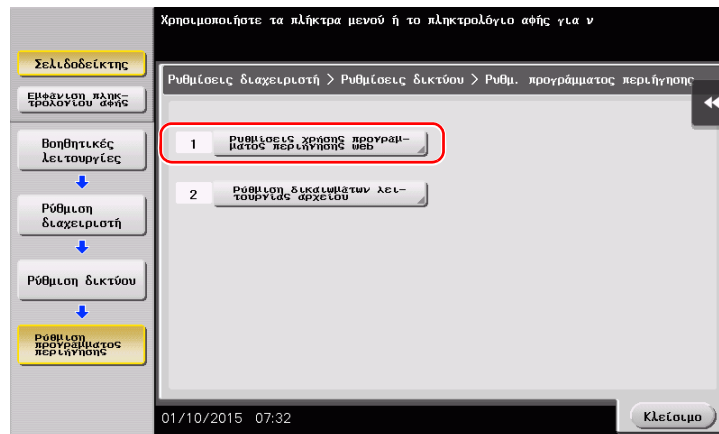 Χρησιμοποιήστε τα πλήκτρα μενού ή το πληκτρολόγιο αφής για ν
Σελιδοδείκτης
Εμφάνιση πληκ-
τρολογίου αφής
Βοηθητικές
λειτουργίες
Ρύθμιση
διαχειριστή
Ρύθμιση δικτύου
Ρύθμιση
προγράμματος
περιήγησης
Ρυθμίσεις διαχειριστή > Ρυθμίσεις δικτύου > Ρυθμ. προγράμματος περιήγησης
1 Ρυθμίσεις χρήσης προγράμ-
ματος περιήγησης web
2 Ρύθμιση δικαιωμάτων λει-
τουργίας αρχείου
01/10/2015 07:32
Κλείσιμο